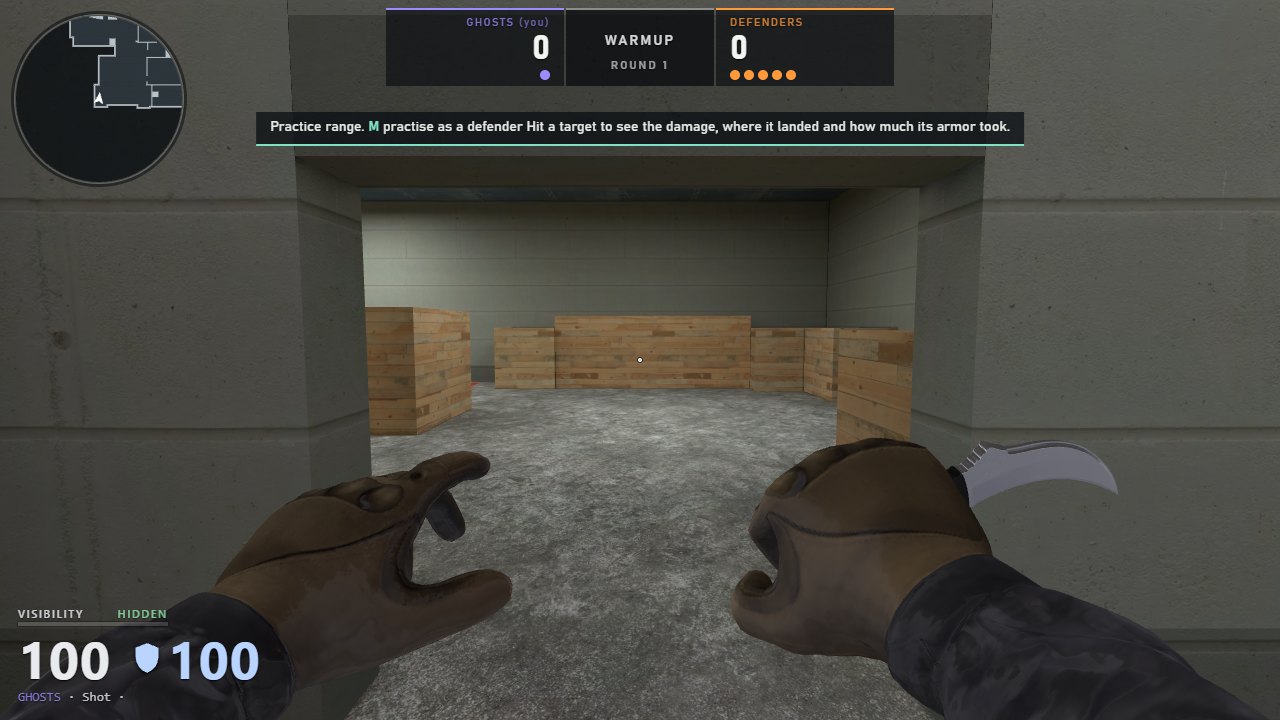 GHOSTS (you)
0
WARMUP
ROUND 1
DEFENDERS
0
Practice range. M practise as a defender Hit a target to see the damage, where it landed and how much its armor took.
VISIBILITY HIDDEN
100 100
GHOSTS · Shot ·